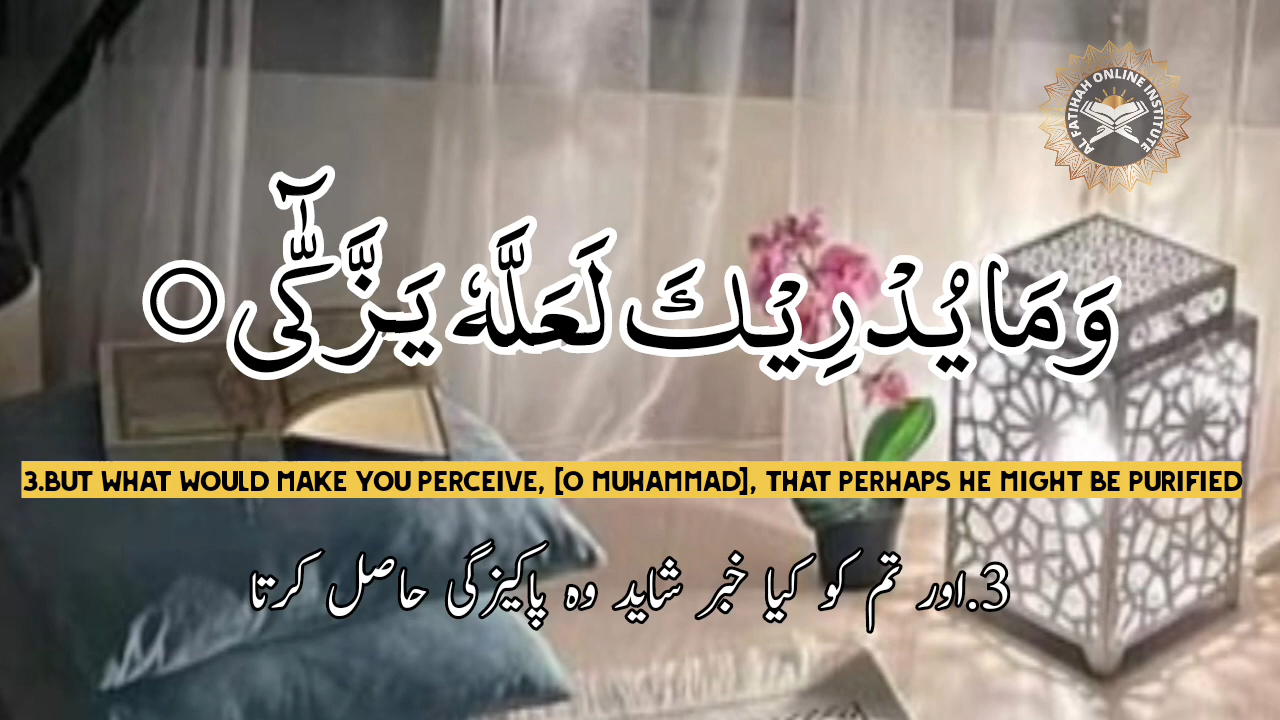 AL FATIHAH ONLINE INSTITUTE
وَمَا يُدْرِيْكَ لَعَلَّهٗ يَزَّكّٰۤى ○
3.BUT WHAT WOULD MAKE YOU PERCEIVE, [O MUHAMMAD], THAT PERHAPS HE MIGHT BE PURIFIED
3.اور تم کو کیا خبر شاید وہ پاکیزگی حاصل کرتا